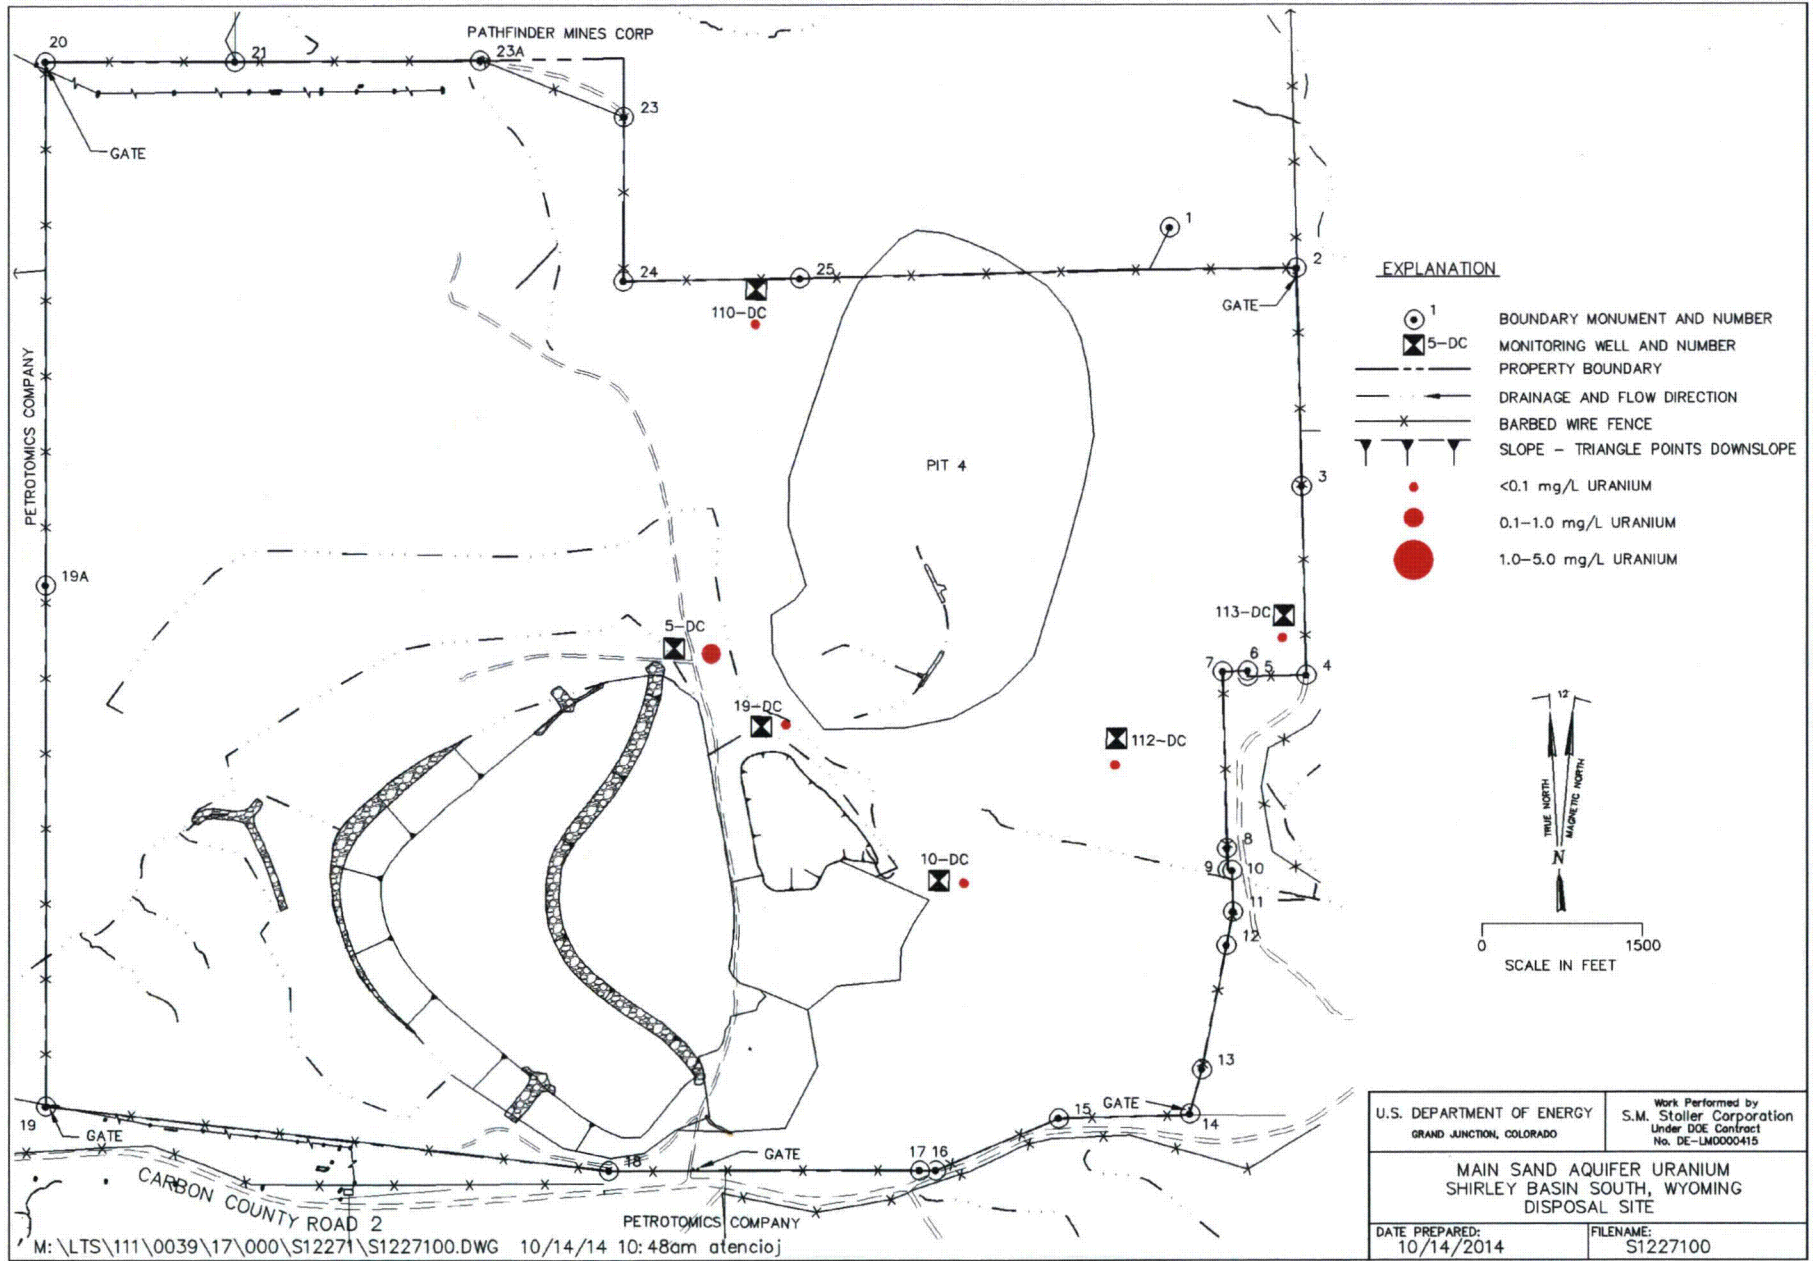 PATHFINDER MINES CORP
20
21
23A
23
GATE
1
24
25
2
110-DC
GATE
PETROTOMICS COMPANY
PIT 4
3
19A
113-DC
5-DC
7
6
5
4
19-DC
112-DC
8
10-DC
9
10
11
12
13
GATE
15
14
19
GATE
18
GATE
17
16
CARBON COUNTY ROAD 2
PETROTOMICS COMPANY
M:\LTS\111\0039\17\000\S12271\S1227100.DWG 10/14/14 10:48am atencioj
EXPLANATION
1
BOUNDARY MONUMENT AND NUMBER
5-DC
MONITORING WELL AND NUMBER
PROPERTY BOUNDARY
DRAINAGE AND FLOW DIRECTION
BARBED WIRE FENCE
SLOPE - TRIANGLE POINTS DOWNSLOPE
<0.1 mg/L URANIUM
0.1-1.0 mg/L URANIUM
1.0-5.0 mg/L URANIUM
12
TRUE NORTH
MAGNETIC NORTH
N
0
1500
SCALE IN FEET
U.S. DEPARTMENT OF ENERGY
GRAND JUNCTION, COLORADO
Work Performed by
S.M. Stoller Corporation
Under DOE Contract
No. DE-LM0000415
MAIN SAND AQUIFER URANIUM
SHIRLEY BASIN SOUTH, WYOMING
DISPOSAL SITE
DATE PREPARED:
10/14/2014
FILENAME:
S1227100